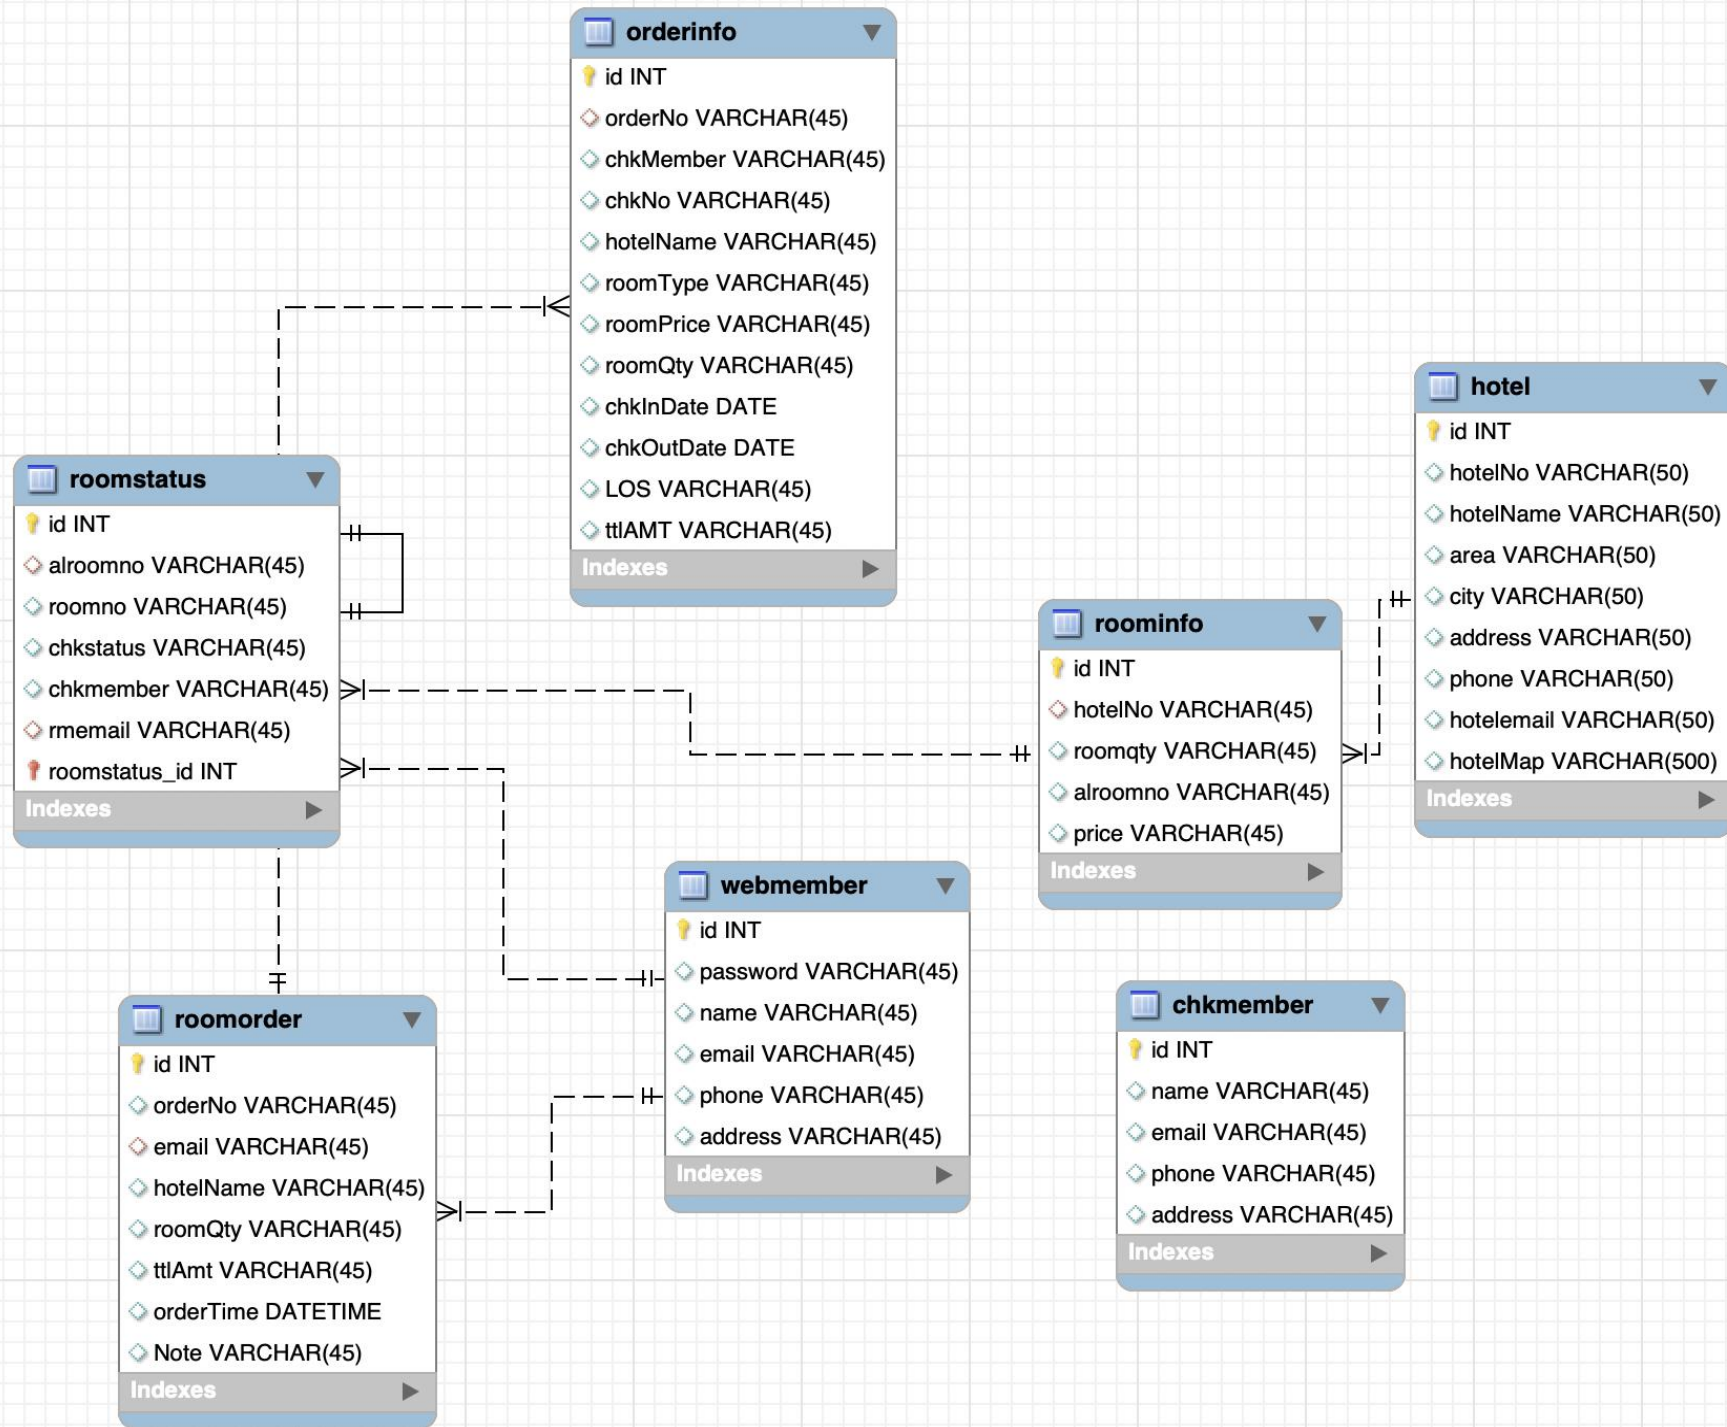 orderinfo
id INT
orderNo VARCHAR(45)
chkMember VARCHAR(45)
chkNo VARCHAR(45)
hotelName VARCHAR(45)
roomType VARCHAR(45)
roomPrice VARCHAR(45)
roomQty VARCHAR(45)
chkInDate DATE
chkOutDate DATE
LOS VARCHAR(45)
ttlAMT VARCHAR(45)
Indexes
roomstatus
id INT
alroomno VARCHAR(45)
roomno VARCHAR(45)
chkstatus VARCHAR(45)
chkmember VARCHAR(45)
rmemail VARCHAR(45)
roomstatus_id INT
Indexes
hotel
id INT
hotelNo VARCHAR(50)
hotelName VARCHAR(50)
area VARCHAR(50)
city VARCHAR(50)
address VARCHAR(50)
phone VARCHAR(50)
hotelemail VARCHAR(50)
hotelMap VARCHAR(500)
Indexes
roominfo
id INT
hotelNo VARCHAR(45)
roomqty VARCHAR(45)
alroomno VARCHAR(45)
price VARCHAR(45)
Indexes
webmember
id INT
password VARCHAR(45)
name VARCHAR(45)
email VARCHAR(45)
phone VARCHAR(45)
address VARCHAR(45)
Indexes
roomorder
id INT
orderNo VARCHAR(45)
email VARCHAR(45)
hotelName VARCHAR(45)
roomQty VARCHAR(45)
ttlAmt VARCHAR(45)
orderTime DATETIME
Note VARCHAR(45)
Indexes
chkmember
id INT
name VARCHAR(45)
email VARCHAR(45)
phone VARCHAR(45)
address VARCHAR(45)
Indexes